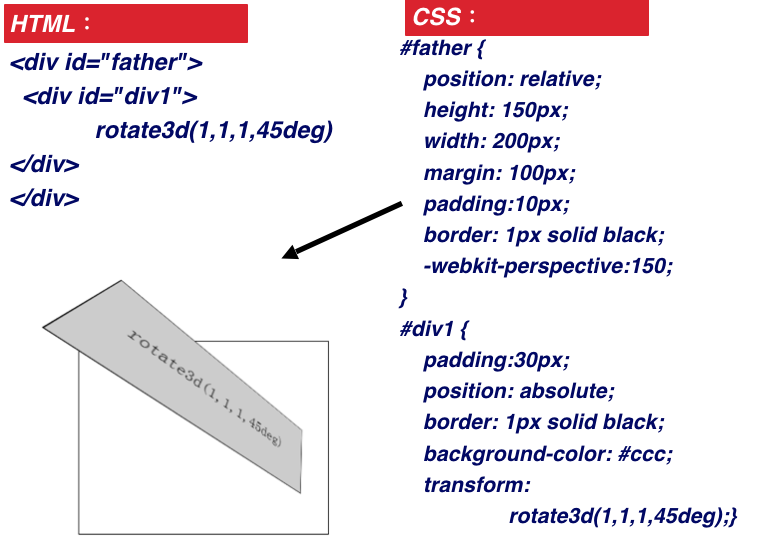 HTML：
<div id="father">
<div id="div1">
rotate3d(1,1,1,45deg)
</div>
</div>
CSS：
#father {
position: relative;
height: 150px;
width: 200px;
margin: 100px;
padding:10px;
border: 1px solid black;
-webkit-perspective:150;
}
#div1 {
padding:30px;
position: absolute;
border: 1px solid black;
background-color: #ccc;
transform:
rotate3d(1,1,1,45deg);}
rotate3d(1,1,1,45deg)